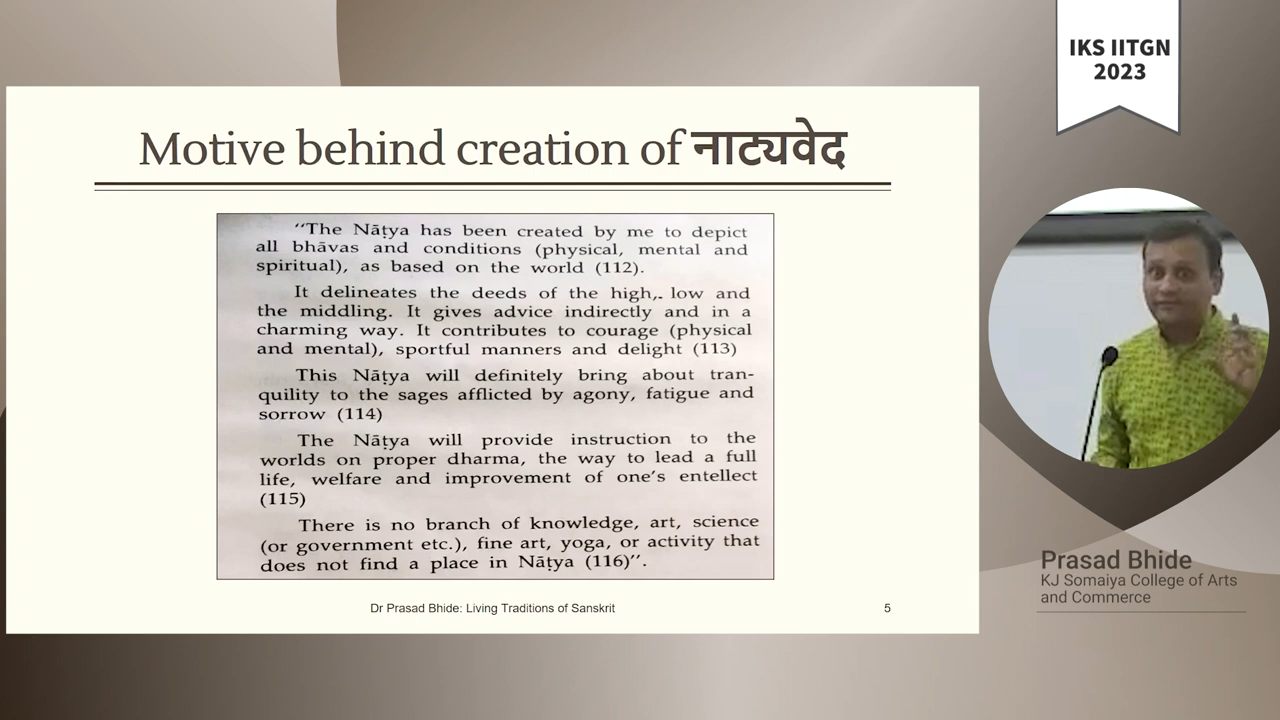 IKS IITGN
2023
Motive behind creation of नाट्यवेद
“The Nāṭya has been created by me to depict
all bhāvas and conditions (physical, mental and
spiritual), as based on the world (112).
It delineates the deeds of the high,. low and
the middling. It gives advice indirectly and in a
charming way. It contributes to courage (physical
and mental), sportful manners and delight (113)
This Nāṭya will definitely bring about tran-
quility to the sages afflicted by agony, fatigue and
sorrow (114)
The Nāṭya will provide instruction to the
worlds on proper dharma, the way to lead a full
life, welfare and improvement of one’s entellect
(115)
There is no branch of knowledge, art, science
(or government etc.), fine art, yoga, or activity that
does not find a place in Nāṭya (116)”.
Dr Prasad Bhide: Living Traditions of Sanskrit
5
Prasad Bhide
KJ Somaiya College of Arts
and Commerce